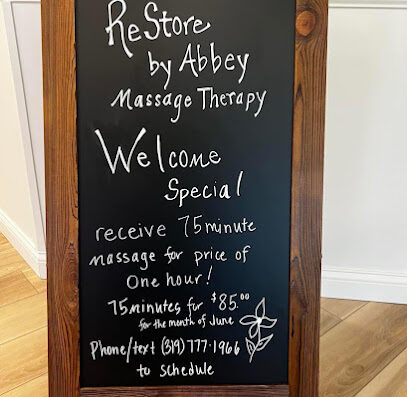 ReStore
by Abbey
Massage Therapy
Welcome
Special
receive 75 minute
massage for price of
one hour!
75 minutes for $85.00
for the month of June
Phone/text (319) 777-1966
to schedule